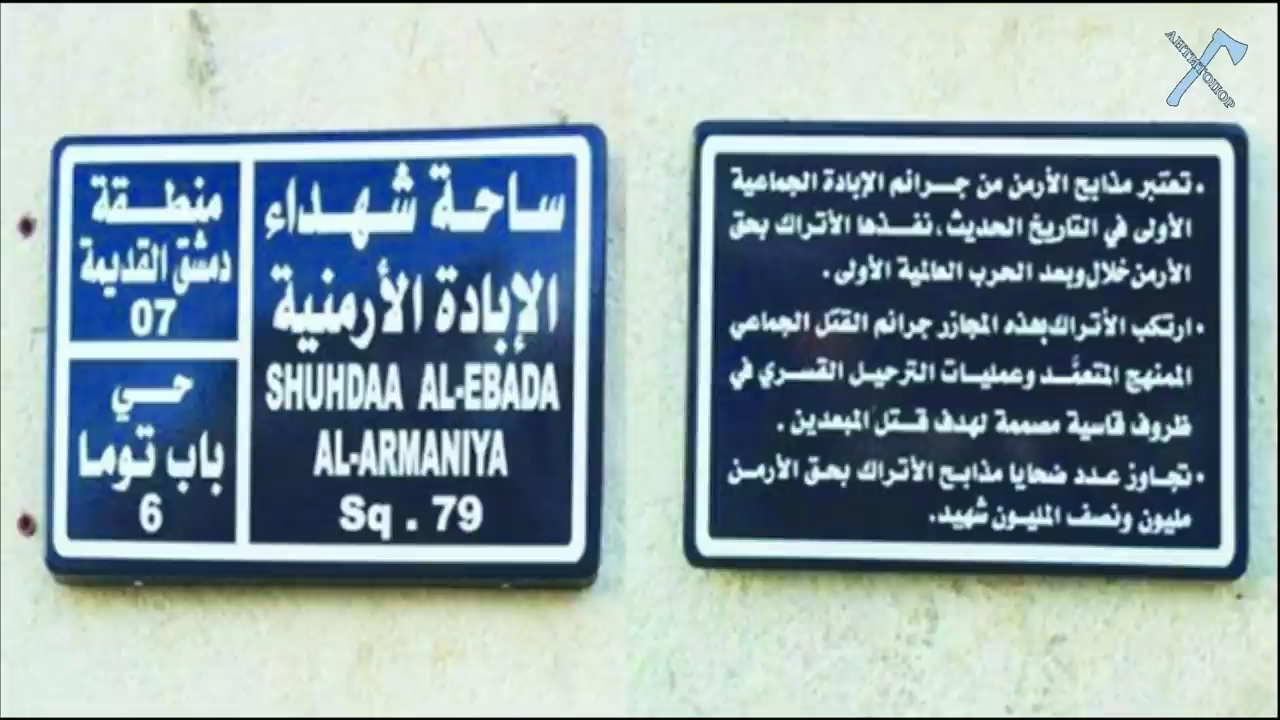 منطقة
دمشق القديمة
07
حي
باب توما
6
ساحة شهداء
الإبادة الأرمنية
SHUHDAA AL-EBADA
AL-ARMANIYA
Sq . 79
• تعتبر مذابح الأرمن من جرائم الإبادة الجماعية
الأولى في التاريخ الحديث، نفذها الأتراك بحق
الأرمن خلال وبعد الحرب العالمية الأولى .
• ارتكب الأتراك بهذه المجازر جرائم القتل الجماعي
الممنهج المتعمَّد وعمليات الترحيل القسري في
ظروف قاسية مصممة لهدف قتل المبعدين .
• تجاوز عدد ضحايا مذابح الأتراك بحق الأرمن
مليون ونصف المليون شهيد.
АНТИТОПОР